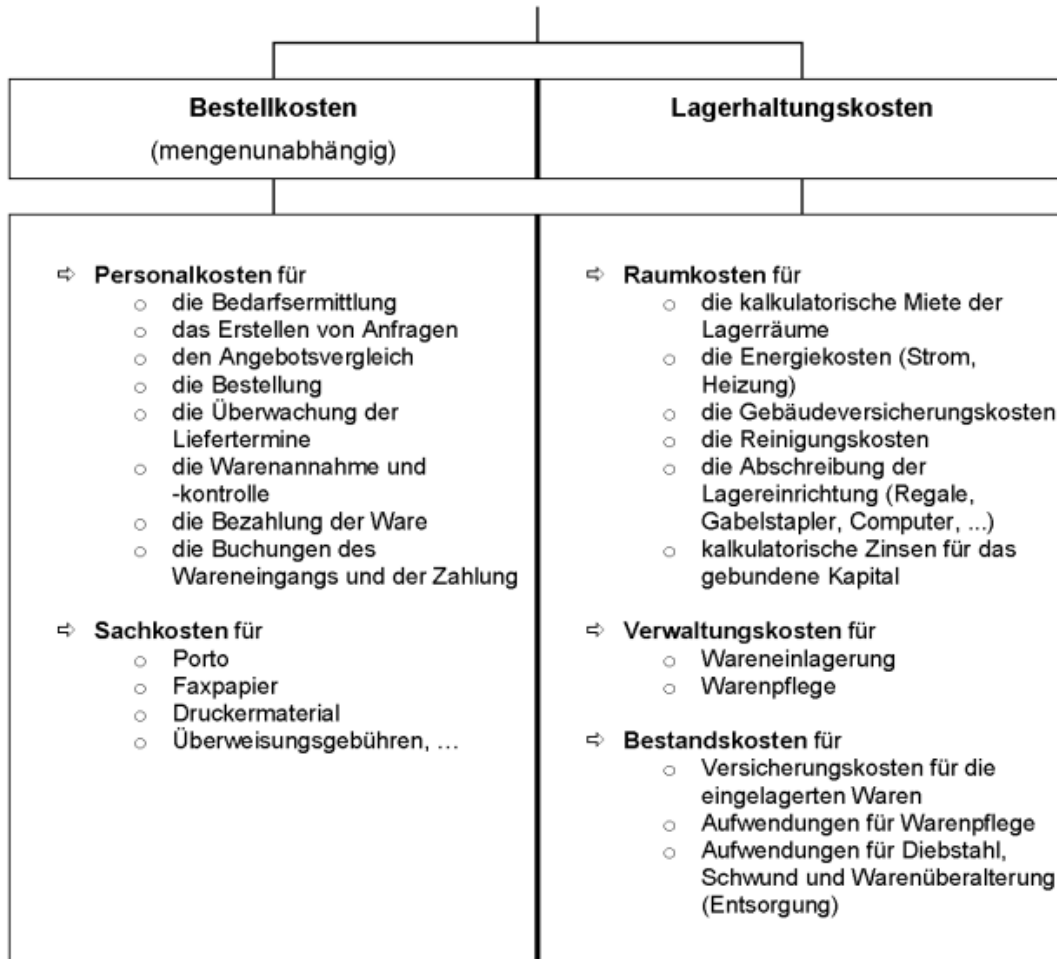 Bestellkosten
(mengenunabhängig)
Lagerhaltungskosten
⇨ Personalkosten für
○ die Bedarfsermittlung
○ das Erstellen von Anfragen
○ den Angebotsvergleich
○ die Bestellung
○ die Überwachung der
Liefertermine
○ die Warenannahme und
-kontrolle
○ die Bezahlung der Ware
○ die Buchungen des
Wareneingangs und der Zahlung
⇨ Sachkosten für
○ Porto
○ Faxpapier
○ Druckermaterial
○ Überweisungsgebühren, …
⇨ Raumkosten für
○ die kalkulatorische Miete der
Lagerräume
○ die Energiekosten (Strom,
Heizung)
○ die Gebäudeversicherungskosten
○ die Reinigungskosten
○ die Abschreibung der
Lagereinrichtung (Regale,
Gabelstapler, Computer, ...)
○ kalkulatorische Zinsen für das
gebundene Kapital
⇨ Verwaltungskosten für
○ Wareneinlagerung
○ Warenpflege
⇨ Bestandskosten für
○ Versicherungskosten für die
eingelagerten Waren
○ Aufwendungen für Warenpflege
○ Aufwendungen für Diebstahl,
Schwund und Warenüberalterung
(Entsorgung)